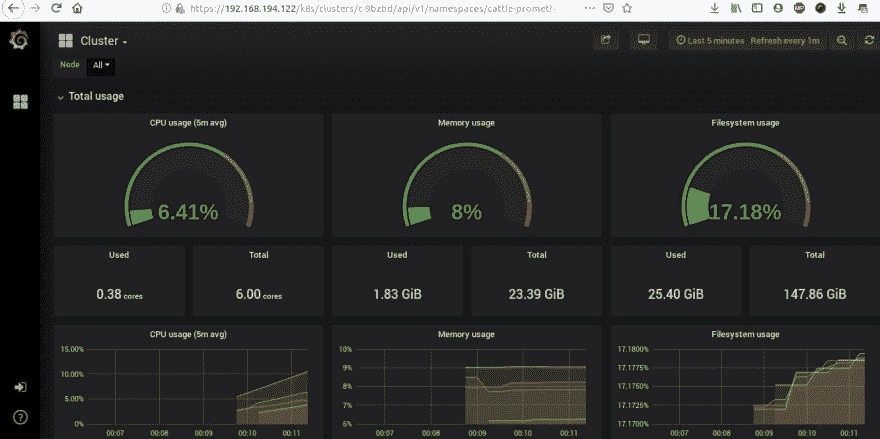 https://192.168.194.122/k8s/clusters/c-9bzbd/api/v1/namespaces/cattle-promet?
Cluster
Last 5 minutes Refresh every 1m
Node All
Total usage
CPU usage (5m avg) Memory usage Filesystem usage
6.41% 8% 17.18%
Used Total Used Total Used Total
0.38 cores 6.00 cores 1.83 GiB 23.39 GiB 25.40 GiB 147.86 GiB
CPU usage (5m avg) Memory usage Filesystem usage
15.00% 10% 17.1800%
9%
10.00% 17.1775%
8% 17.1750%
5.00% 7% 17.1725%
0% 6% 17.1700%
00:07 00:08 00:09 00:10 00:11 00:07 00:08 00:09 00:10 00:11 00:07 00:08 00:09 00:10 00:11